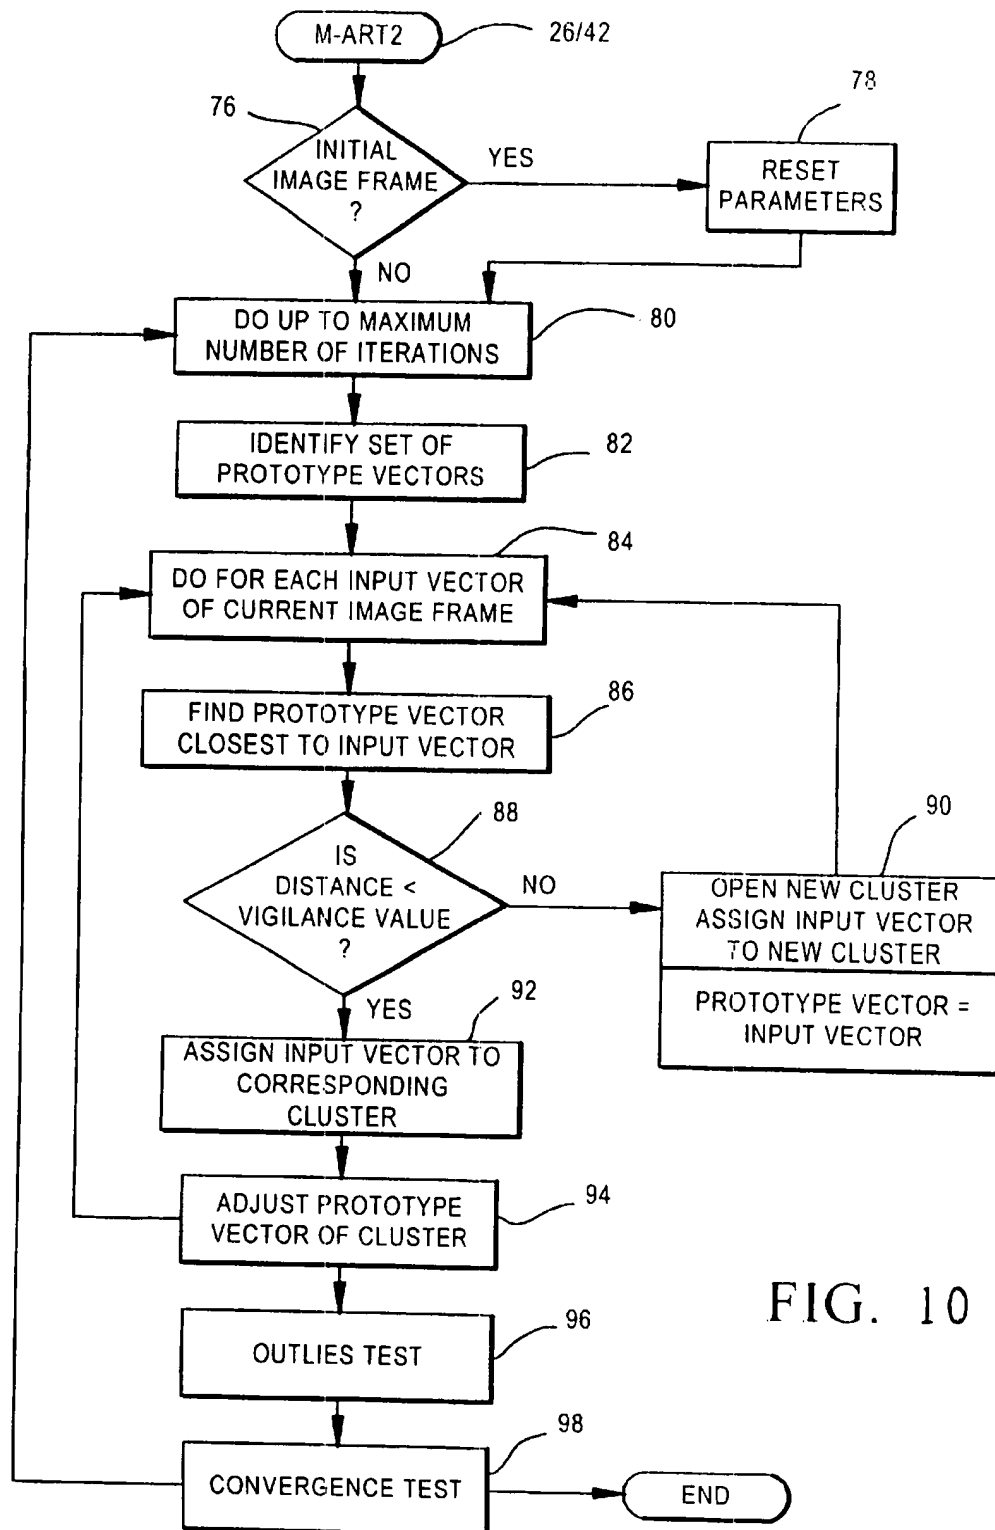 M-ART2
26/42
76
INITIAL
IMAGE FRAME
?
YES
78
RESET
PARAMETERS
NO
DO UP TO MAXIMUM
NUMBER OF ITERATIONS
80
IDENTIFY SET OF
PROTOTYPE VECTORS
82
84
DO FOR EACH INPUT VECTOR
OF CURRENT IMAGE FRAME
86
FIND PROTOTYPE VECTOR
CLOSEST TO INPUT VECTOR
88
IS
DISTANCE <
VIGILANCE VALUE
?
NO
90
OPEN NEW CLUSTER
ASSIGN INPUT VECTOR
TO NEW CLUSTER
PROTOTYPE VECTOR =
INPUT VECTOR
YES
92
ASSIGN INPUT VECTOR TO
CORRESPONDING
CLUSTER
ADJUST PROTOTYPE
VECTOR OF CLUSTER
94
FIG. 10
OUTLIES TEST
96
98
CONVERGENCE TEST
END